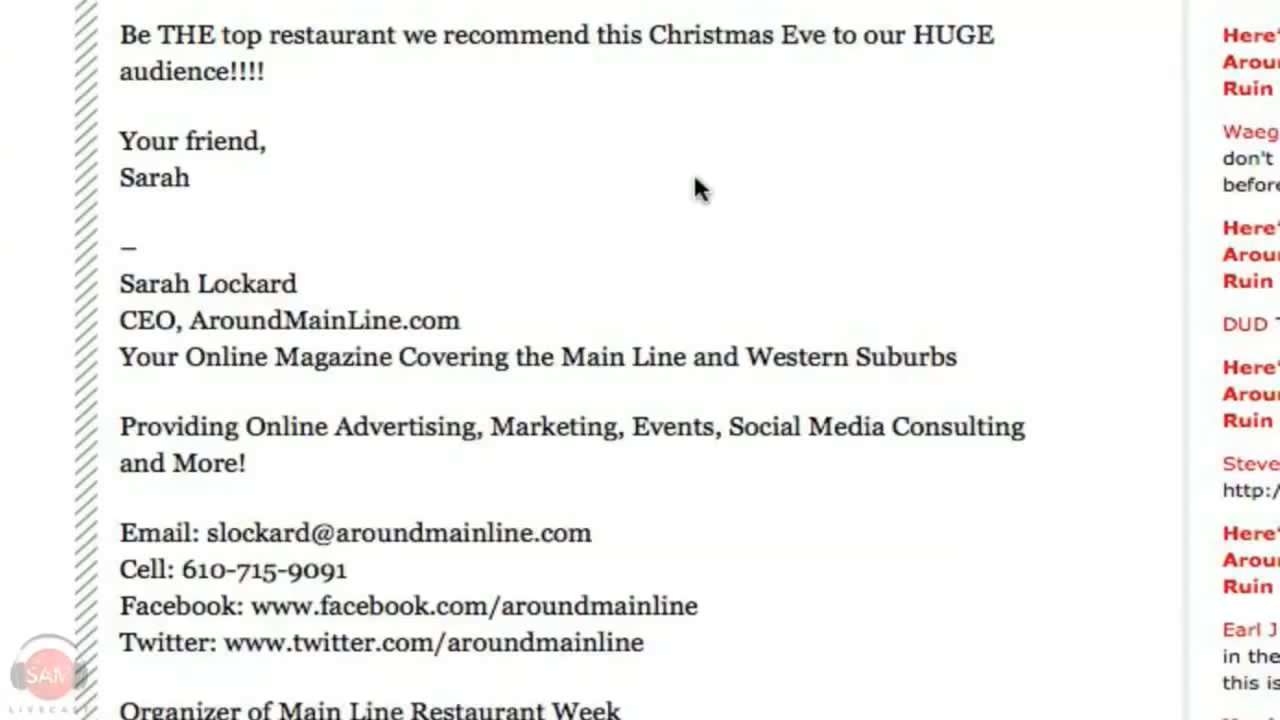 Be THE top restaurant we recommend this Christmas Eve to our HUGE
audience!!!!
Your friend,
Sarah
–
Sarah Lockard
CEO, AroundMainLine.com
Your Online Magazine Covering the Main Line and Western Suburbs
Providing Online Advertising, Marketing, Events, Social Media Consulting
and More!
Email: slockard@aroundmainline.com
Cell: 610-715-9091
Facebook: www.facebook.com/aroundmainline
Twitter: www.twitter.com/aroundmainline
Organizer of Main Line Restaurant Week
Here'
Arou
Ruin
Waeg
don't
before
Here'
Arou
Ruin
DUD T
Here'
Arou
Ruin
Steve
http:/
Here'
Arou
Ruin
Earl J
in the
this is
SAM
LIVECAST